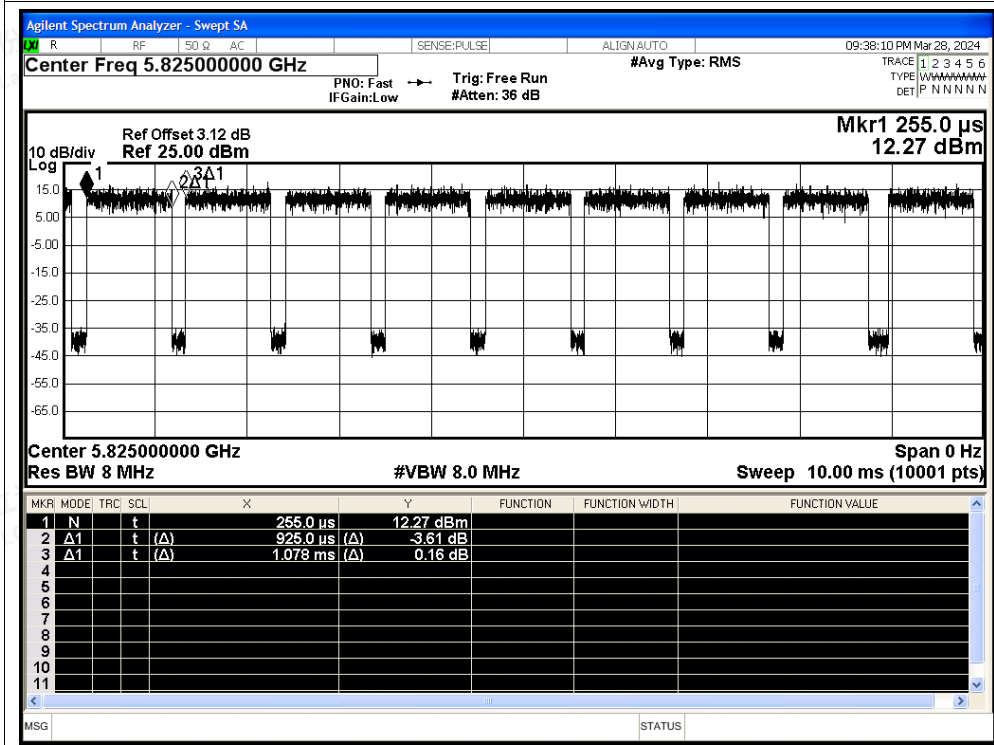 Agilent Spectrum Analyzer - Swept SA
LXI R RF 50 Ω AC SENSE:PULSE ALIGN AUTO 09:38:10 PM Mar 28, 2024
Center Freq 5.825000000 GHz #Avg Type: RMS TRACE 1 2 3 4 5 6
PNO: Fast Trig: Free Run TYPE WWWWWW
IFGain:Low #Atten: 36 dB DET P N N N N N
Mkr1 255.0 µs
Ref Offset 3.12 dB
10 dB/div Ref 25.00 dBm 12.27 dBm
Log
1 2Δ1 3Δ1
15.0
5.00
-5.00
-15.0
-25.0
-35.0
-45.0
-55.0
-65.0
Center 5.825000000 GHz Span 0 Hz
Res BW 8 MHz #VBW 8.0 MHz Sweep 10.00 ms (10001 pts)
MKR MODE TRC SCL X Y FUNCTION FUNCTION WIDTH FUNCTION VALUE
1 N t 255.0 µs 12.27 dBm
2 Δ1 t (Δ) 925.0 µs (Δ) -3.61 dB
3 Δ1 t (Δ) 1.078 ms (Δ) 0.16 dB
4
5
6
7
8
9
10
11
MSG STATUS